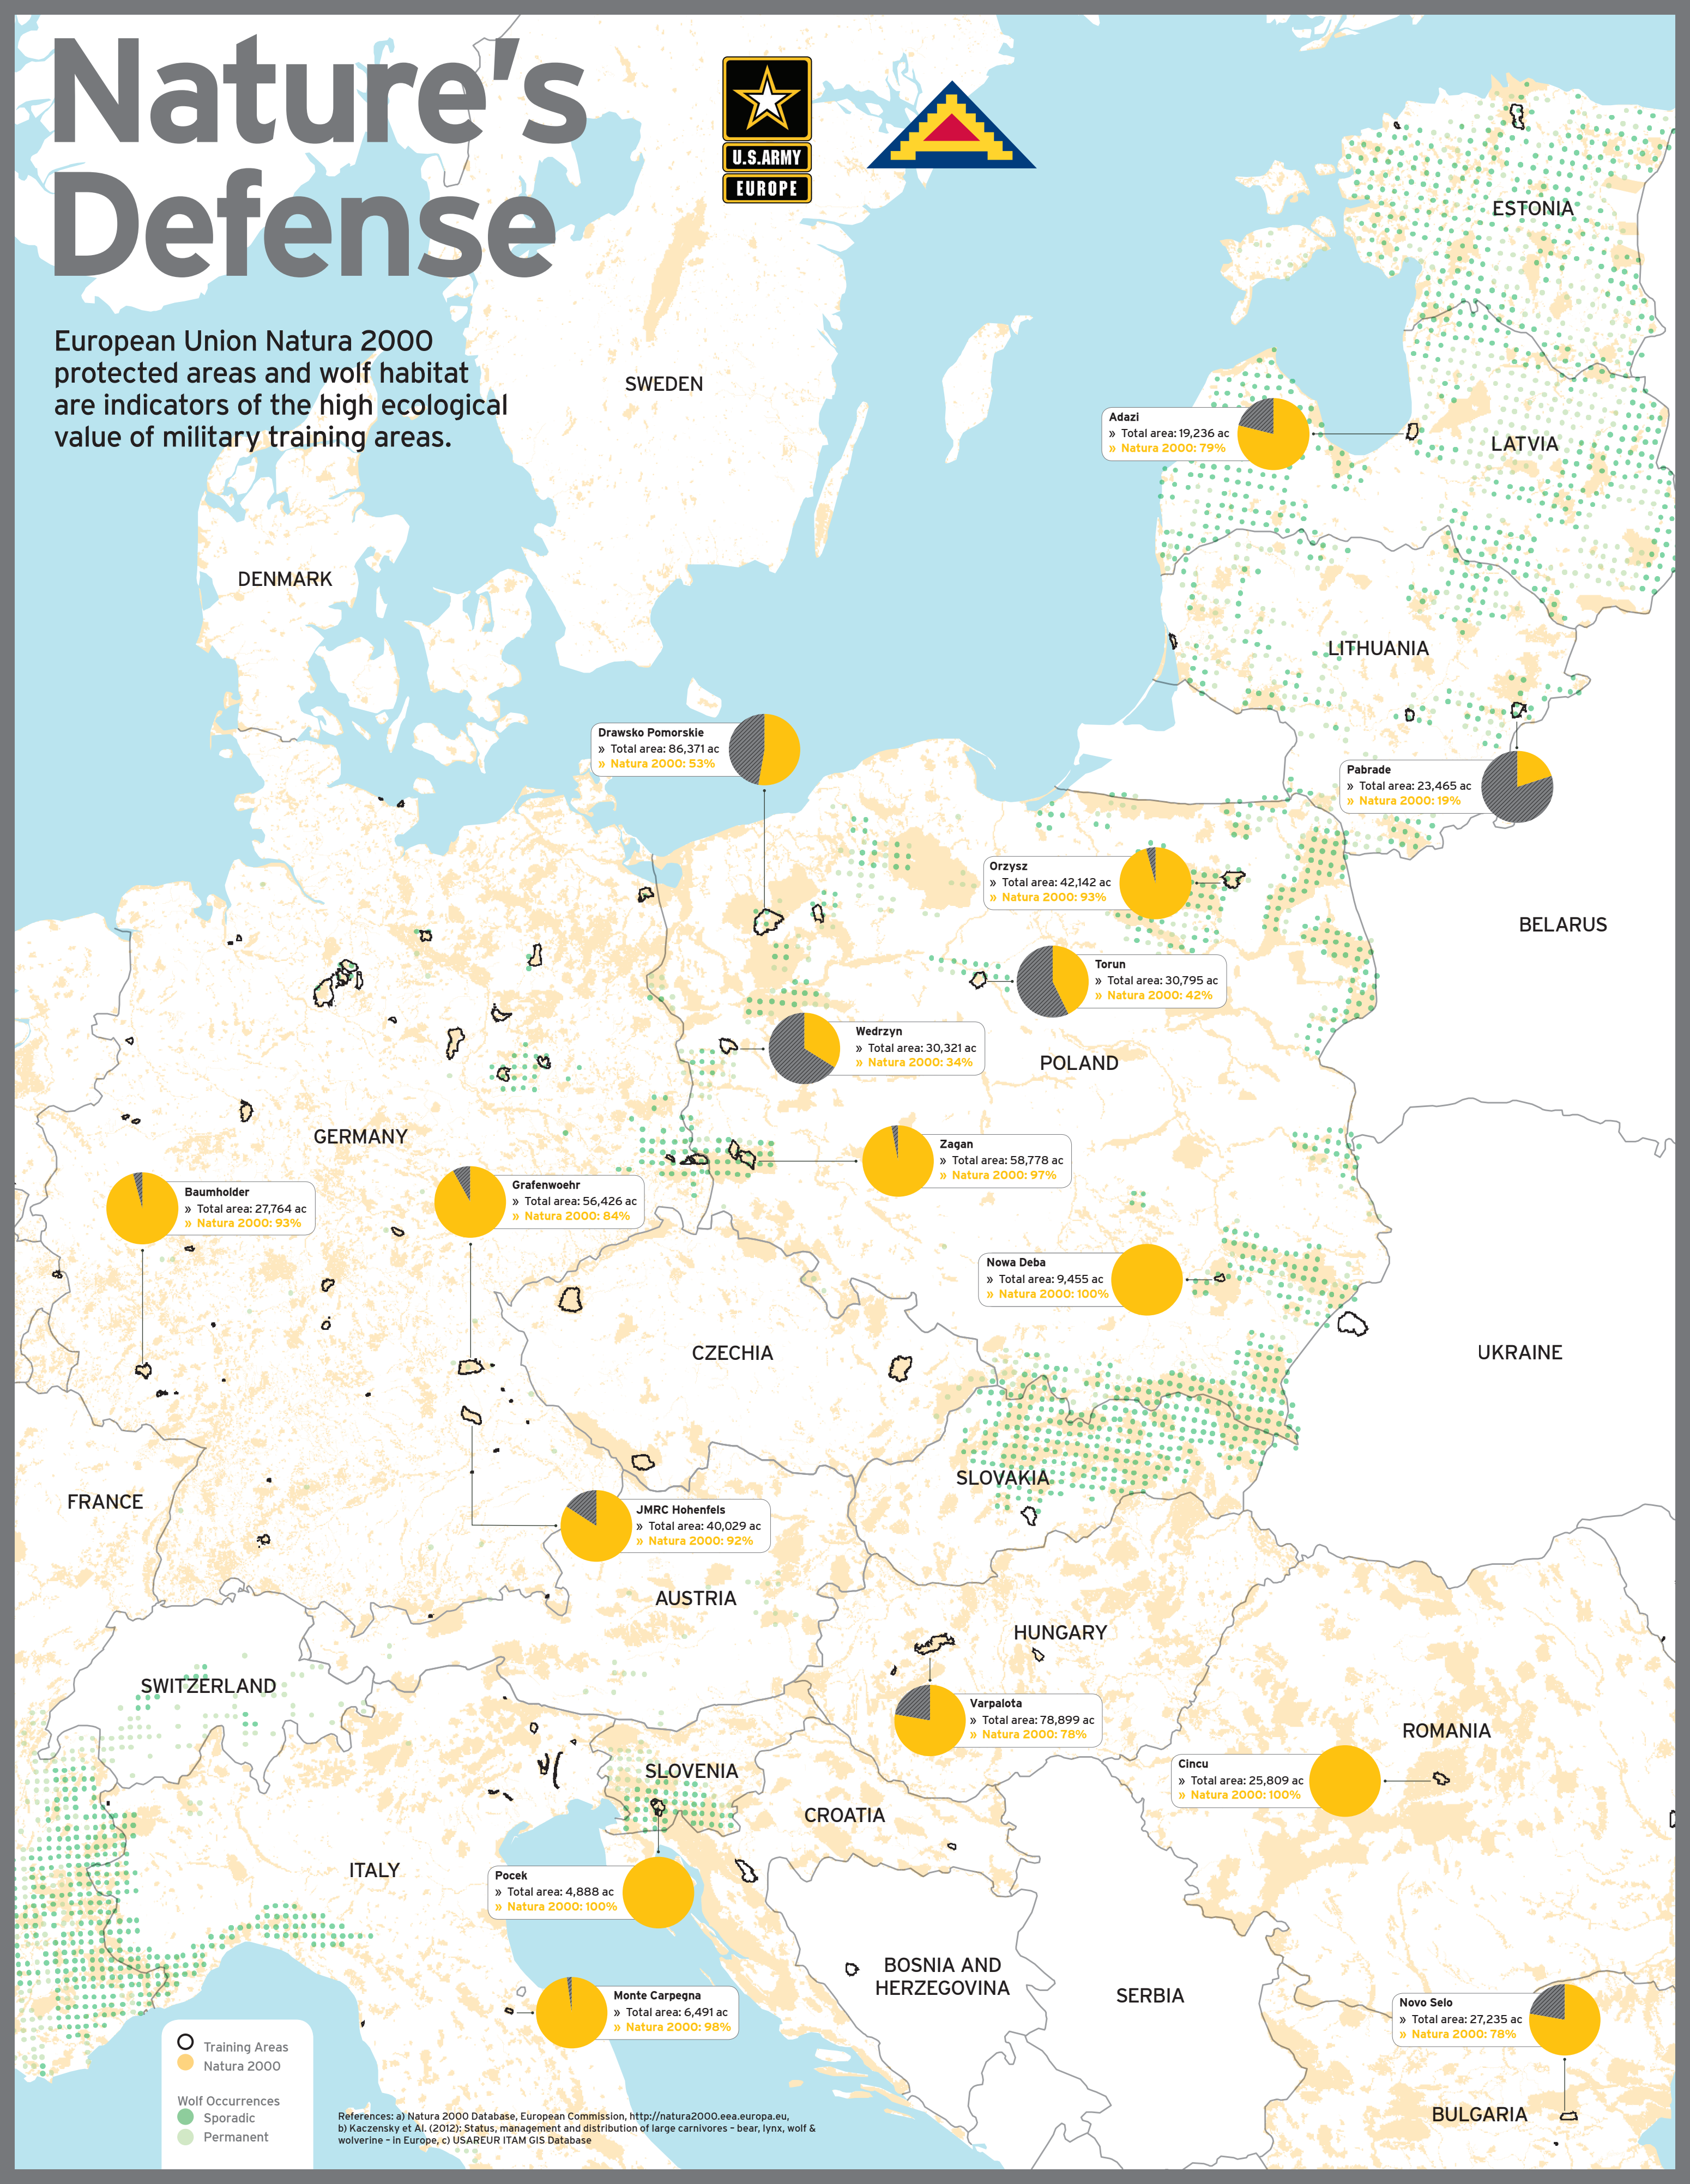 Nature's
Defense
U.S.ARMY
EUROPE
European Union Natura 2000
protected areas and wolf habitat
are indicators of the high ecological
value of military training areas.
ESTONIA
SWEDEN
Adazi
» Total area: 19,236 ac
» Natura 2000: 79%
LATVIA
DENMARK
LITHUANIA
Drawsko Pomorskie
» Total area: 86,371 ac
» Natura 2000: 53%
Pabrade
» Total area: 23,465 ac
» Natura 2000: 19%
Orzysz
» Total area: 42,142 ac
» Natura 2000: 93%
BELARUS
Torun
» Total area: 30,795 ac
» Natura 2000: 42%
Wedrzyn
» Total area: 30,321 ac
» Natura 2000: 34%
POLAND
GERMANY
Zagan
» Total area: 58,778 ac
» Natura 2000: 97%
Baumholder
» Total area: 27,764 ac
» Natura 2000: 93%
Grafenwoehr
» Total area: 56,426 ac
» Natura 2000: 84%
Nowa Deba
» Total area: 9,455 ac
» Natura 2000: 100%
CZECHIA
UKRAINE
SLOVAKIA
FRANCE
JMRC Hohenfels
» Total area: 40,029 ac
» Natura 2000: 92%
AUSTRIA
HUNGARY
SWITZERLAND
Varpalota
» Total area: 78,899 ac
» Natura 2000: 78%
ROMANIA
SLOVENIA
Cincu
» Total area: 25,809 ac
» Natura 2000: 100%
CROATIA
ITALY
Pocek
» Total area: 4,888 ac
» Natura 2000: 100%
BOSNIA AND
HERZEGOVINA
SERBIA
Monte Carpegna
» Total area: 6,491 ac
» Natura 2000: 98%
Novo Selo
» Total area: 27,235 ac
» Natura 2000: 78%
BULGARIA
Training Areas
Natura 2000
Wolf Occurrences
Sporadic
Permanent
References: a) Natura 2000 Database, European Commission, http://natura2000.eea.europa.eu,
b) Kaczensky et Al. (2012): Status, management and distribution of large carnivores – bear, lynx, wolf &
wolverine – in Europe, c) USAREUR ITAM GIS Database